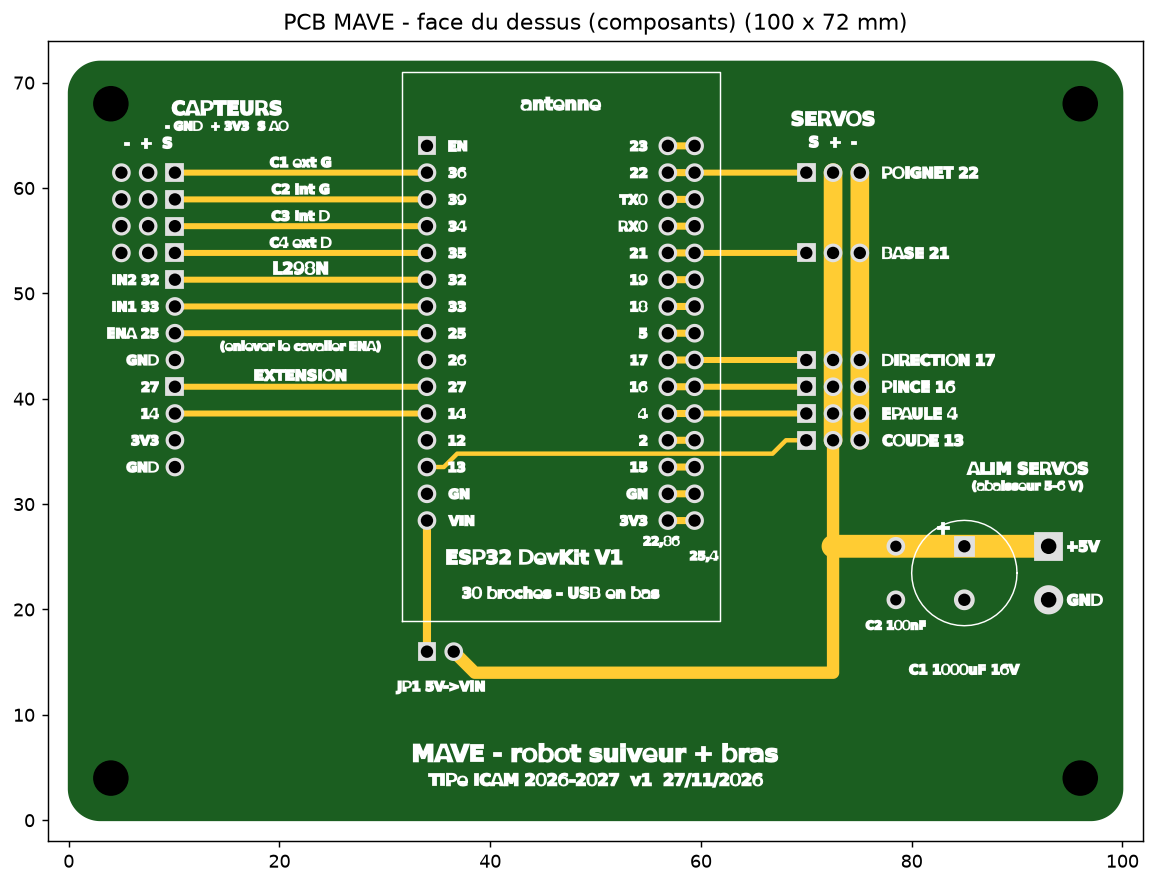 PCB MAVE - face du dessus (composants) (100 x 72 mm)
CAPTEURS
- GND + 3V3 S AO
- + S
C1 ext G
C2 int G
C3 int D
C4 ext D
L298N
IN2 32
IN1 33
ENA 25
(enlever le cavalier ENA)
GND
EXTENSION
27
14
3V3
GND
antenne
EN
36
39
34
35
32
33
25
26
27
14
12
13
GN
VIN
23
22
TX0
RX0
21
19
18
5
17
16
4
2
15
GN
3V3
22,86
25,4
ESP32 DevKit V1
30 broches - USB en bas
JP1 5V->VIN
SERVOS
S + -
POIGNET 22
BASE 21
DIRECTION 17
PINCE 16
EPAULE 4
COUDE 13
ALIM SERVOS
(abaisseur 5-6 V)
+
+5V
GND
C2 100nF
C1 1000uF 16V
MAVE - robot suiveur + bras
TIPe ICAM 2026-2027 v1 27/11/2026
70
60
50
40
30
20
10
0
0
20
40
60
80
100